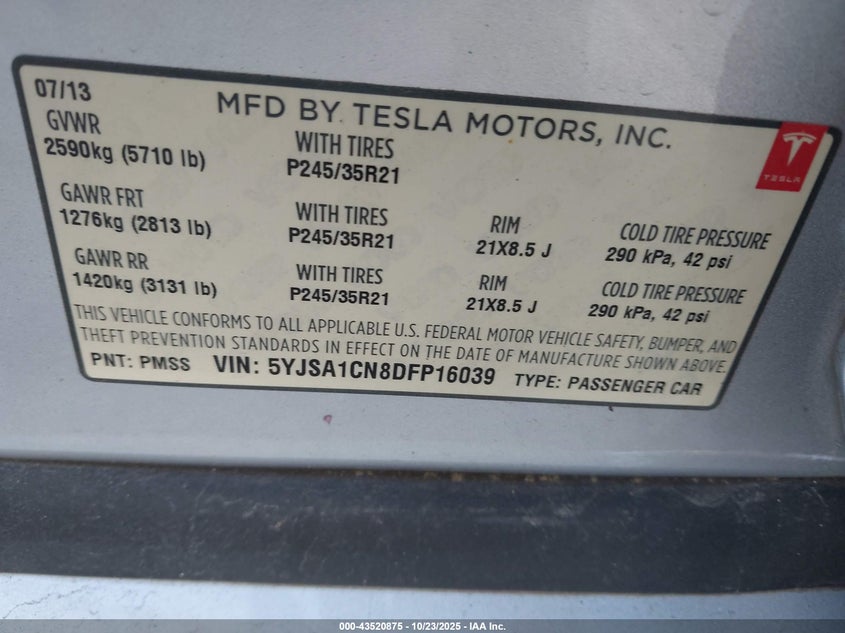 07/13
MFD BY TESLA MOTORS, INC.
GVWR
2590kg (5710 lb)
WITH TIRES
P245/35R21
TESLA
GAWR FRT
1276kg (2813 lb)
WITH TIRES
P245/35R21
RIM
21X8.5 J
COLD TIRE PRESSURE
290 kPa, 42 psi
GAWR RR
1420kg (3131 lb)
WITH TIRES
P245/35R21
RIM
21X8.5 J
COLD TIRE PRESSURE
290 kPa, 42 psi
THIS VEHICLE CONFORMS TO ALL APPLICABLE U.S. FEDERAL MOTOR VEHICLE SAFETY, BUMPER, AND
THEFT PREVENTION STANDARDS IN EFFECT ON THE DATE OF MANUFACTURE SHOWN ABOVE.
PNT: PMSS VIN: 5YJSA1CN8DFP16039 TYPE: PASSENGER CAR
000-43520875 - 10/23/2025 - IAA Inc.